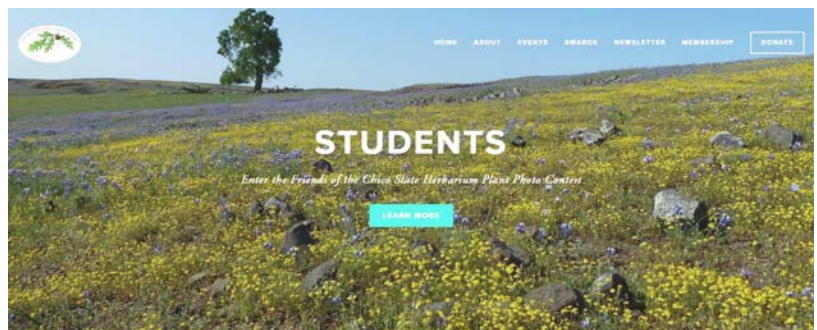 HOME ABOUT EVENTS AWARDS NEWSLETTER MEMBERSHIP DONATE
STUDENTS
Enter the Friends of the Chico State Herbarium Plant Photo Contest
LEARN MORE